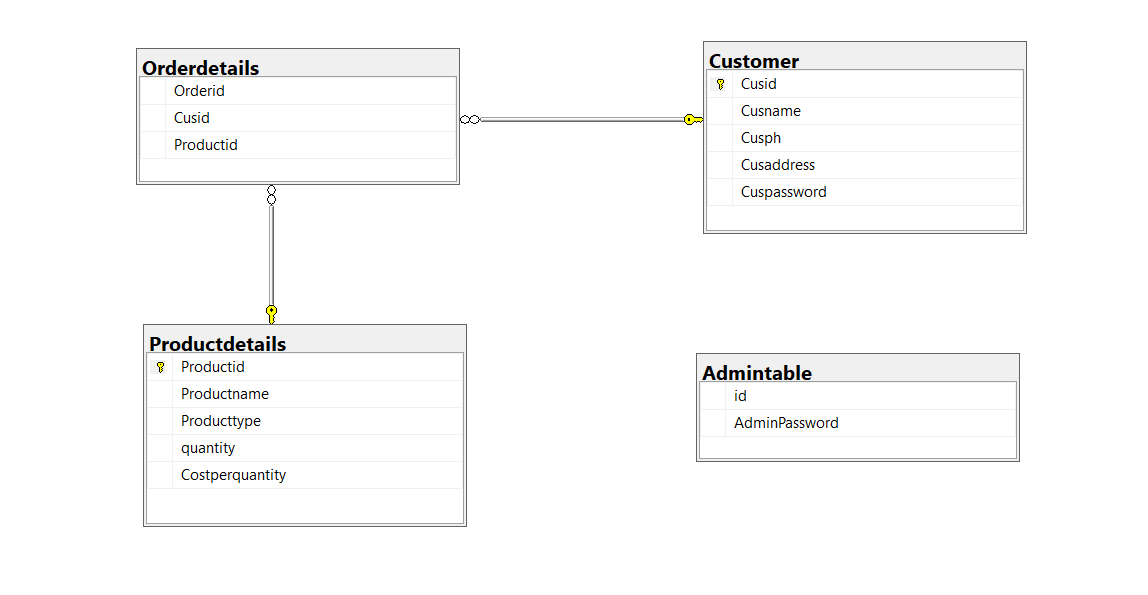 Orderdetails
Orderid
Cusid
Productid
Customer
Cusid
Cusname
Cusph
Cusaddress
Cuspassword
Productdetails
Productid
Productname
Producttype
quantity
Costperquantity
Admintable
id
AdminPassword